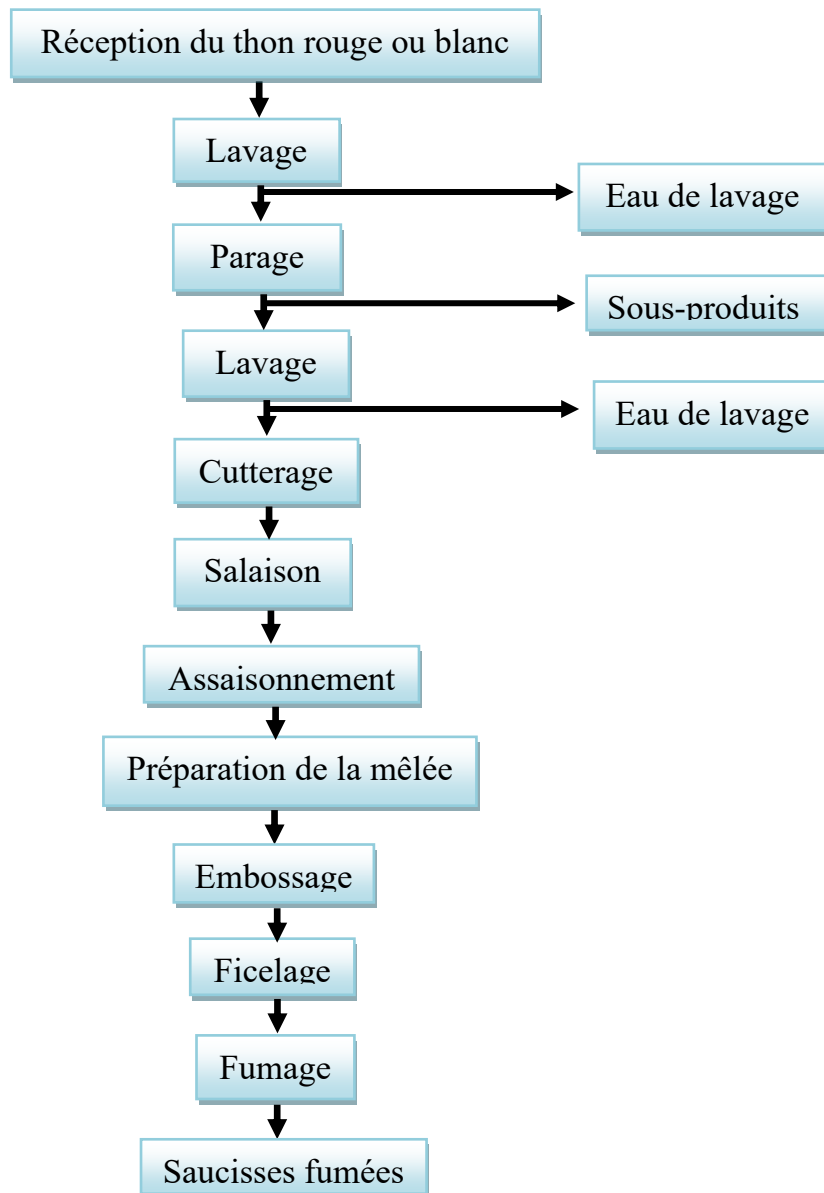 Réception du thon rouge ou blanc
Lavage
Eau de lavage
Parage
Sous-produits
Lavage
Eau de lavage
Cutterage
Salaison
Assaisonnement
Préparation de la mêlée
Embossage
Ficelage
Fumage
Saucisses fumées